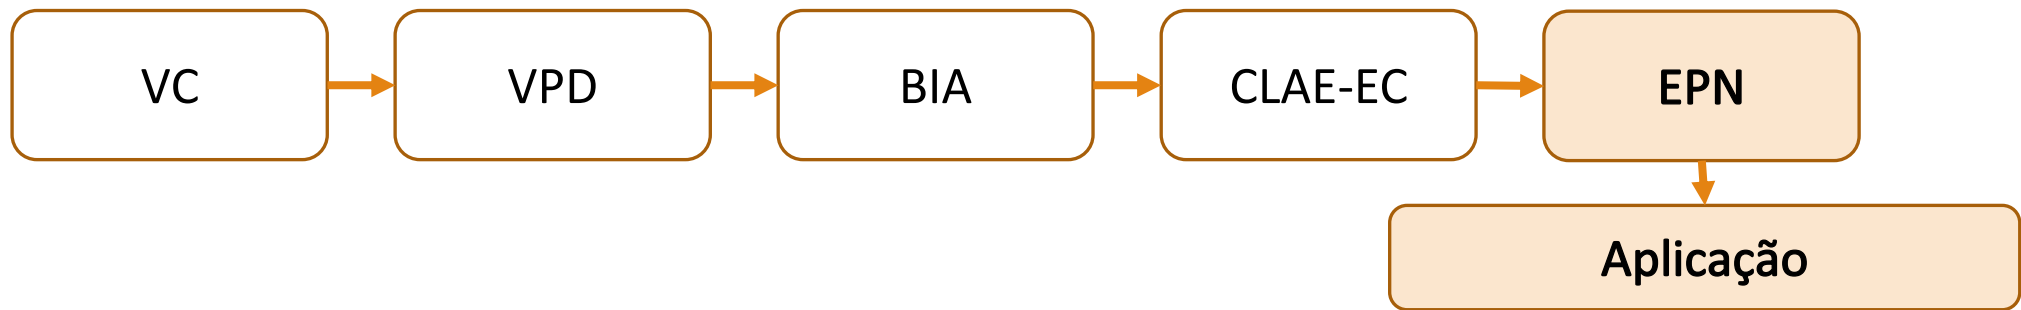 VC
VPD
BIA
CLAE-EC
EPN
Aplicação